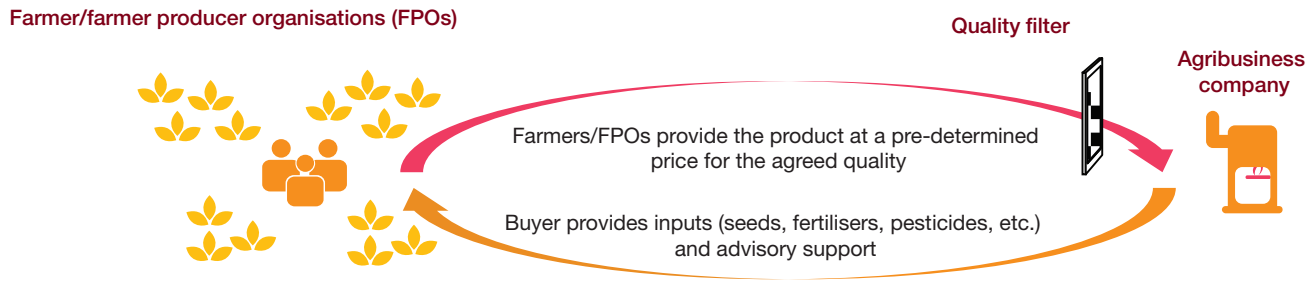 Farmer/farmer producer organisations (FPOs)
Quality filter
Agribusiness
company
Farmers/FPOs provide the product at a pre-determined
price for the agreed quality
Buyer provides inputs (seeds, fertilisers, pesticides, etc.)
and advisory support